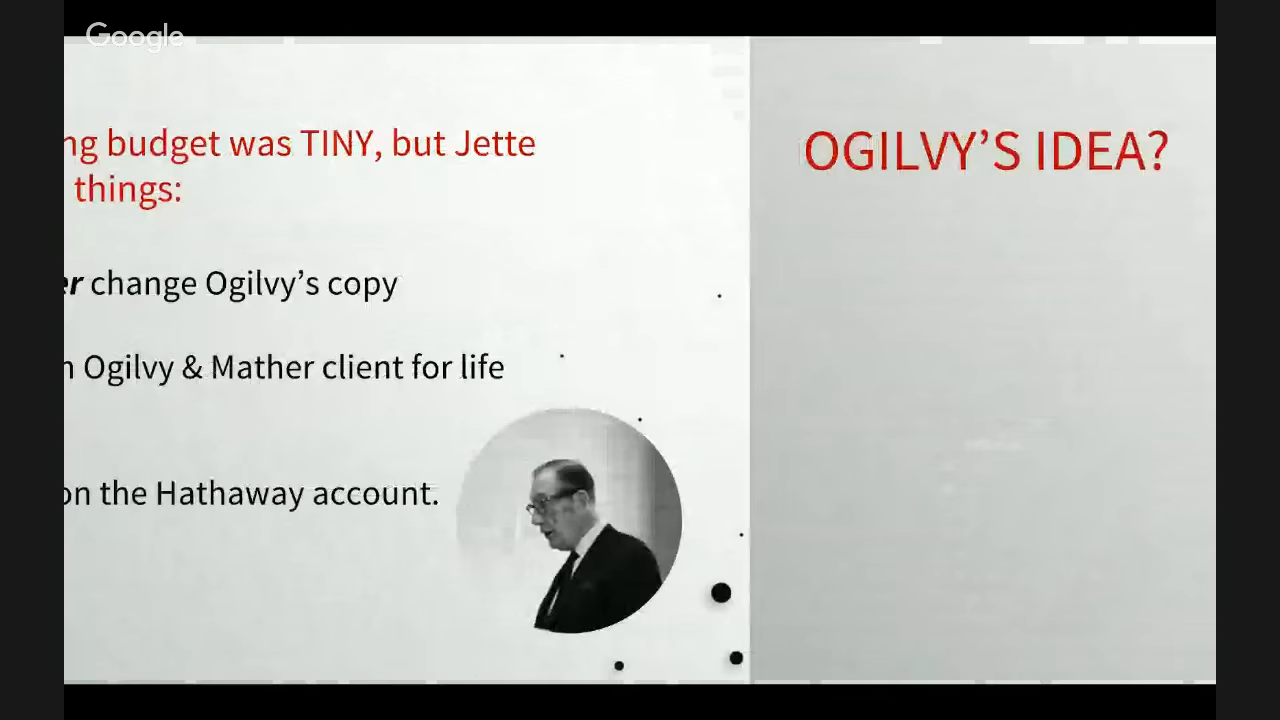 Google
ng budget was TINY, but Jette
things:
er change Ogilvy’s copy
n Ogilvy & Mather client for life
on the Hathaway account.
OGILVY’S IDEA?